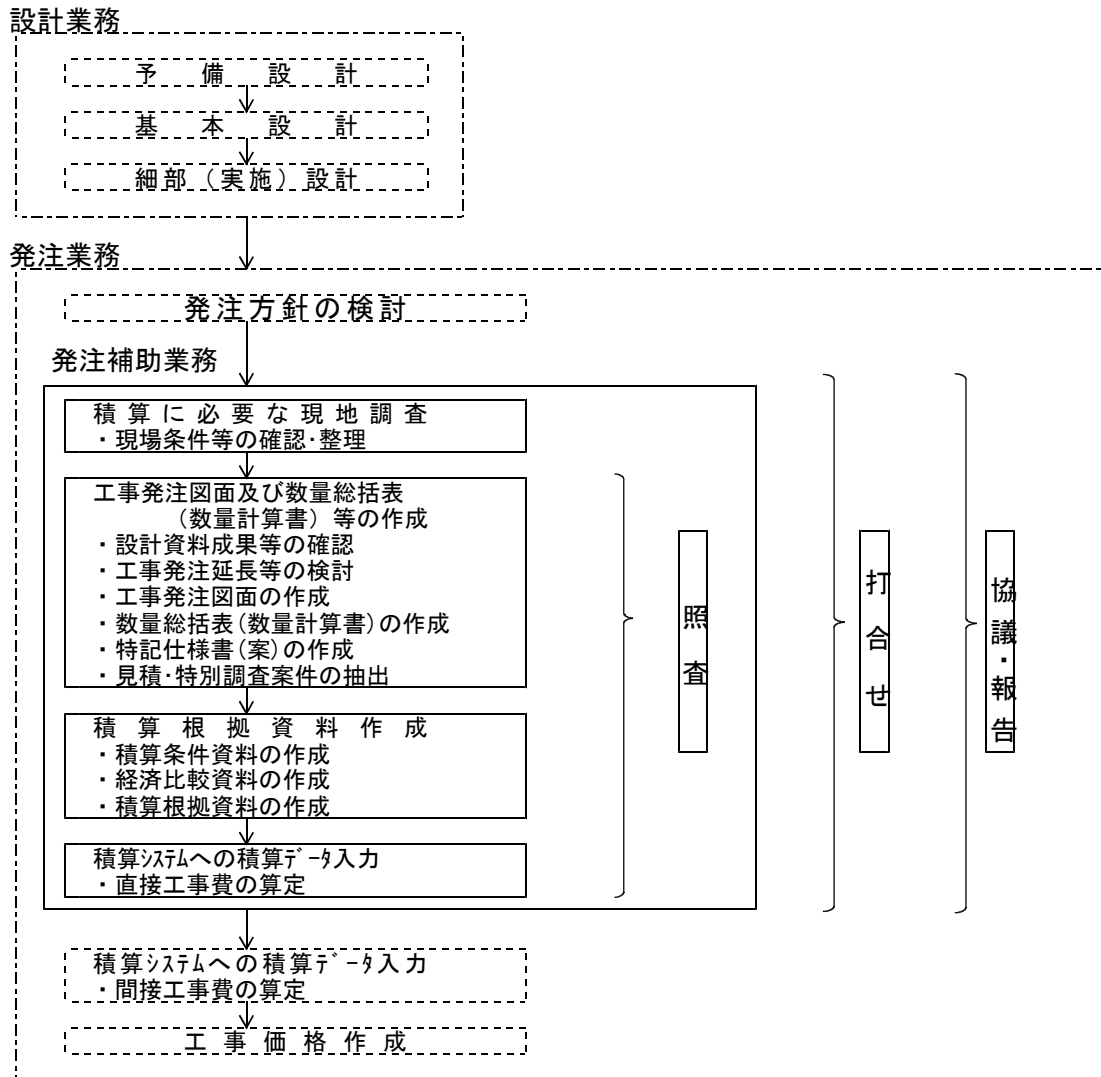 設計業務
予備設計
基本設計
細部（実施）設計
発注業務
発注方針の検討
発注補助業務
積算に必要な現地調査
・現場条件等の確認･整理
工事発注図面及び数量総括表
（数量計算書）等の作成
・設計資料成果等の確認
・工事発注延長等の検討
・工事発注図面の作成
・数量総括表(数量計算書)の作成
・特記仕様書(案)の作成
・見積･特別調査案件の抽出
積算根拠資料作成
・積算条件資料の作成
・経済比較資料の作成
・積算根拠資料の作成
積算ｼｽﾃﾑへの積算ﾃﾞｰﾀ入力
・直接工事費の算定
照査
打合せ
協議・報告
積算ｼｽﾃﾑへの積算ﾃﾞｰﾀ入力
・間接工事費の算定
工事価格作成